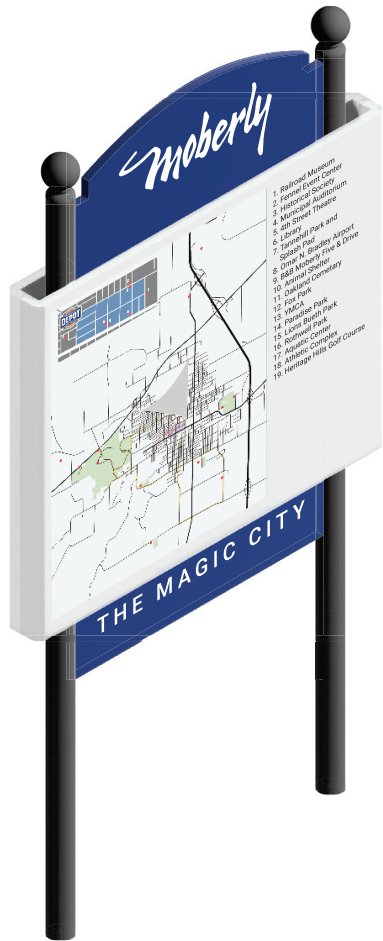 moberly
DEPOT
1. Railroad Museum
2. Fennel Event Center
3. Historical Society
4. Municipal Auditorium
5. 4th Street Theatre
6. Library
7. Tannehill Park and
Splash Pad
8. Omar N. Bradley Airport
9. B&B Moberly Five & Drive
10. Animal Shelter
11. Oakland Cemetary
12. Fox Park
13. YMCA
14. Paradise Park
15. Lions Bueth Park
16. Rothwell Park
17. Aquatic Center
18. Athletic Complex
19. Heritage Hills Golf Course
THE MAGIC CITY